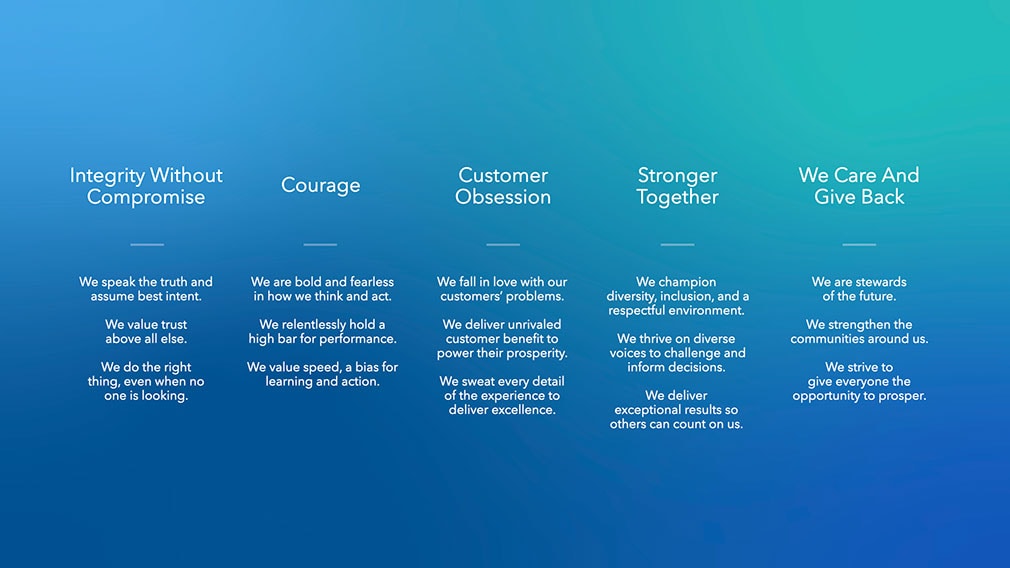 Integrity Without
Compromise
We speak the truth and
assume best intent.
We value trust
above all else.
We do the right
thing, even when no
one is looking.
Courage
We are bold and fearless
in how we think and act.
We relentlessly hold a
high bar for performance.
We value speed, a bias for
learning and action.
Customer
Obsession
We fall in love with our
customers’ problems.
We deliver unrivaled
customer benefit to
power their prosperity.
We sweat every detail
of the experience to
deliver excellence.
Stronger
Together
We champion
diversity, inclusion, and a
respectful environment.
We thrive on diverse
voices to challenge and
inform decisions.
We deliver
exceptional results so
others can count on us.
We Care And
Give Back
We are stewards
of the future.
We strengthen the
communities around us.
We strive to
give everyone the
opportunity to prosper.